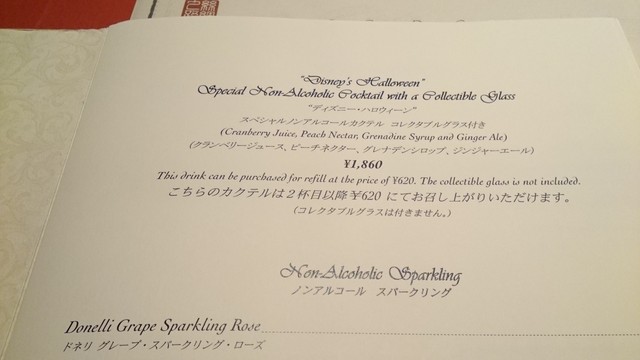 "Disney's Halloween"
Special Non-Alcoholic Cocktail with a Collectible Glass
"ディズニー・ハロウィーン"
スペシャルノンアルコールカクテル コレクタブルグラス付き
(Cranberry Juice, Peach Nectar, Grenadine Syrup and Ginger Ale)
(クランベリージュース、ピーチネクター、グレナデンシロップ、ジンジャーエール)
¥1,860
This drink can be purchased for refill at the price of ¥620. The collectible glass is not included.
こちらのカクテルは2杯目以降¥620 にてお召し上がりいただけます。
(コレクタブルグラスは付きません。)
Non-Alcoholic Sparkling
ノンアルコール スパークリング
Donelli Grape Sparkling Rose
ドネリ グレープ・スパークリング・ローズ